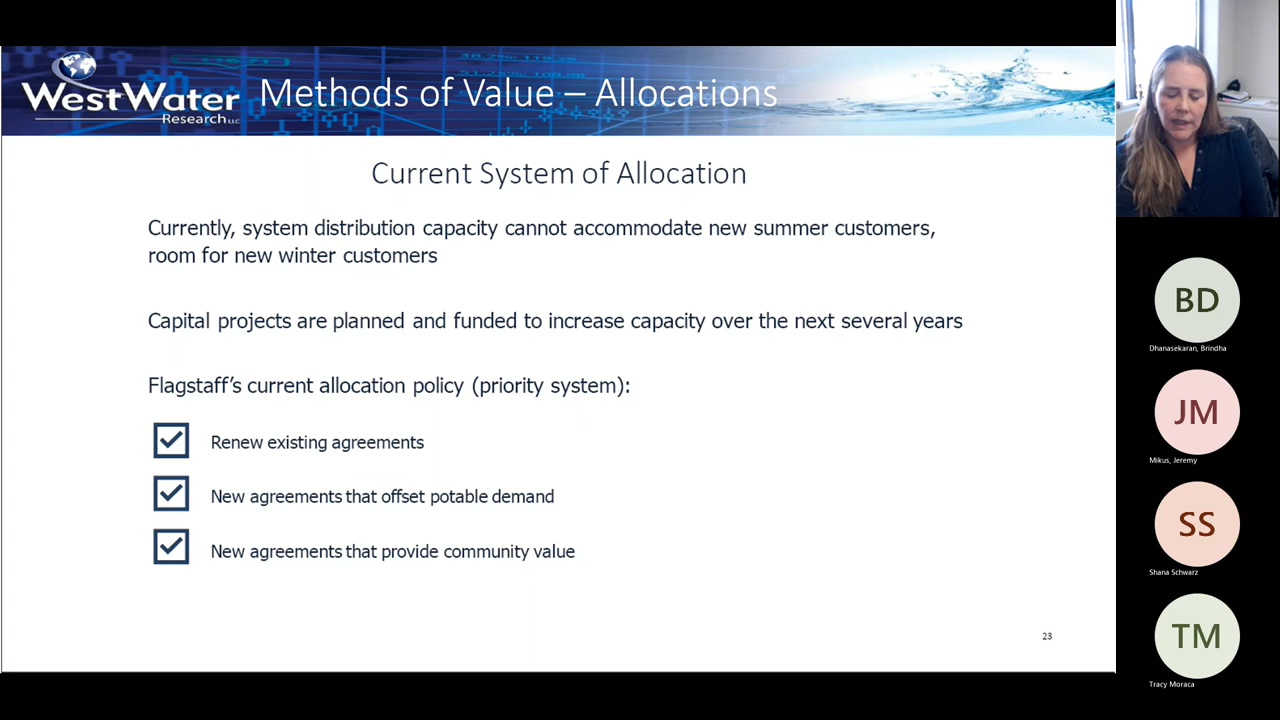 WestWater
Research LLC
Methods of Value – Allocations
Current System of Allocation
Currently, system distribution capacity cannot accommodate new summer customers,
room for new winter customers
Capital projects are planned and funded to increase capacity over the next several years
Flagstaff's current allocation policy (priority system):
Renew existing agreements
New agreements that offset potable demand
New agreements that provide community value
23
BD
Dhanasekaran, Brindha
JM
Mikus, Jeremy
SS
Shana Schwarz
TM
Tracy Moraca